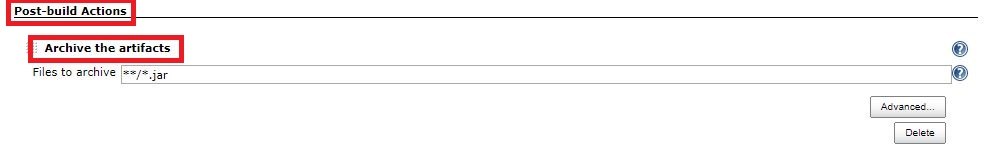 Post-build Actions
Archive the artifacts
?
Files to archive **/*.jar
?
Advanced...
Delete